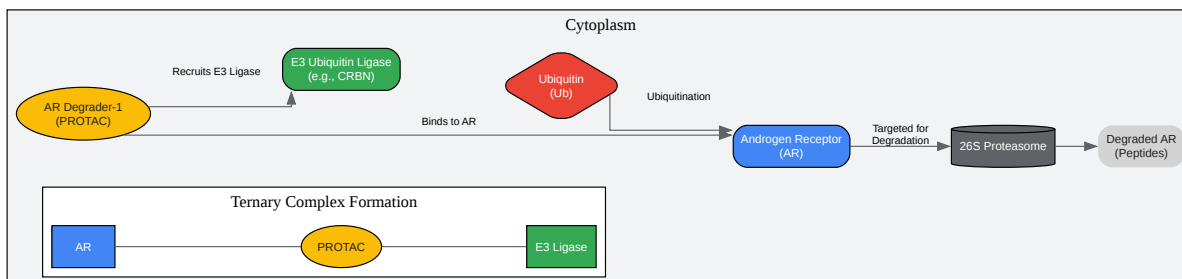 Cytoplasm
Recruits E3 Ligase
E3 Ubiquitin Ligase
(e.g., CRBN)
Ubiquitin
(Ub)
Ubiquitination
AR Degrader-1
(PROTAC)
Binds to AR
Androgen Receptor
(AR)
Targeted for
Degradation
26S Proteasome
Degraded AR
(Peptides)
Ternary Complex Formation
AR
PROTAC
E3 Ligase